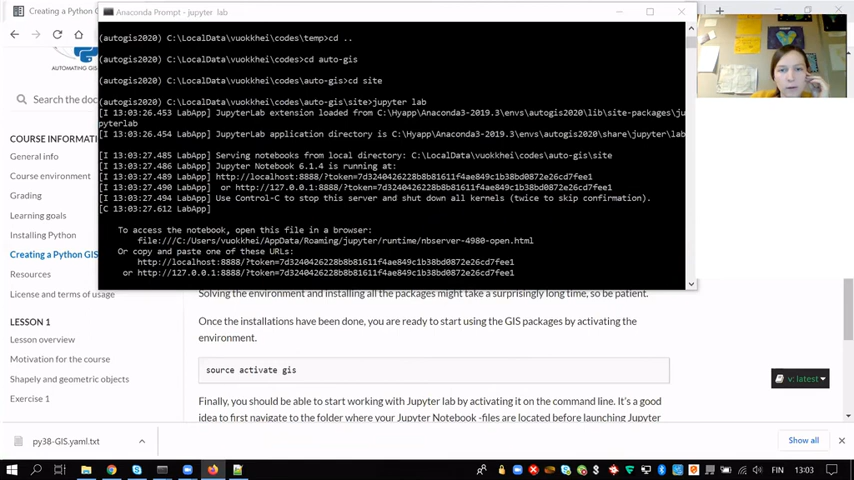 Creating a Python GI
Anaconda Prompt - jupyter lab
(autogis2020) C:\LocalData\vuokkhei\codes\temp>cd ..
(autogis2020) C:\LocalData\vuokkhei\codes>cd auto-gis
(autogis2020) C:\LocalData\vuokkhei\codes\auto-gis>cd site
(autogis2020) C:\LocalData\vuokkhei\codes\auto-gis\site>jupyter lab
[I 13:03:26.453 LabApp] JupyterLab extension loaded from C:\Hyapp\Anaconda3-2019.3\envs\autogis2020\lib\site-packages\ju
pyterlab
[I 13:03:26.454 LabApp] JupyterLab application directory is C:\Hyapp\Anaconda3-2019.3\envs\autogis2020\share\jupyter\lab
[I 13:03:27.485 LabApp] Serving notebooks from local directory: C:\LocalData\vuokkhei\codes\auto-gis\site
[I 13:03:27.486 LabApp] Jupyter Notebook 6.1.4 is running at:
[I 13:03:27.489 LabApp] http://localhost:8888/?token=7d3240426228b8b81611f4ae849c1b38bd0872e26cd17fee1
[I 13:03:27.490 LabApp]  or http://127.0.0.1:8888/?token=7d3240426228b8b81611f4ae849c1b38bd0872e26cd17fee1
[I 13:03:27.494 LabApp] Use Control-C to stop this server and shut down all kernels (twice to skip confirmation).
[C 13:03:27.612 LabApp]
To access the notebook, open this file in a browser:
file:///C:/Users/vuokkhei/AppData/Roaming/jupyter/runtime/nbserver-4980-open.html
Or copy and paste one of these URLs:
http://localhost:8888/?token=7d3240426228b8b81611f4ae849c1b38bd0872e26cd17fee1
or http://127.0.0.1:8888/?token=7d3240426228b8b81611f4ae849c1b38bd0872e26cd17fee1
AUTOMATING GIS
Search the doc
COURSE INFORMATI
General info
Course environment
Grading
Learning goals
Installing Python
Creating a Python GIS
Resources
License and terms of usage
LESSON 1
Lesson overview
Motivation for the course
Shapely and geometric objects
Exercise 1
Solving the environment and installing all the packages might take a surprisingly long time, so be patient.
Once the installations have been done, you are ready to start using the GIS packages by activating the
environment.
source activate gis
Finally, you should be able to start working with Jupyter lab by activating it on the command line. It's a good
idea to first navigate to the folder where your Jupyter Notebook -files are located before launching Jupyter
v: latest
py38-GIS.yaml.txt
Show all
FIN
13:03